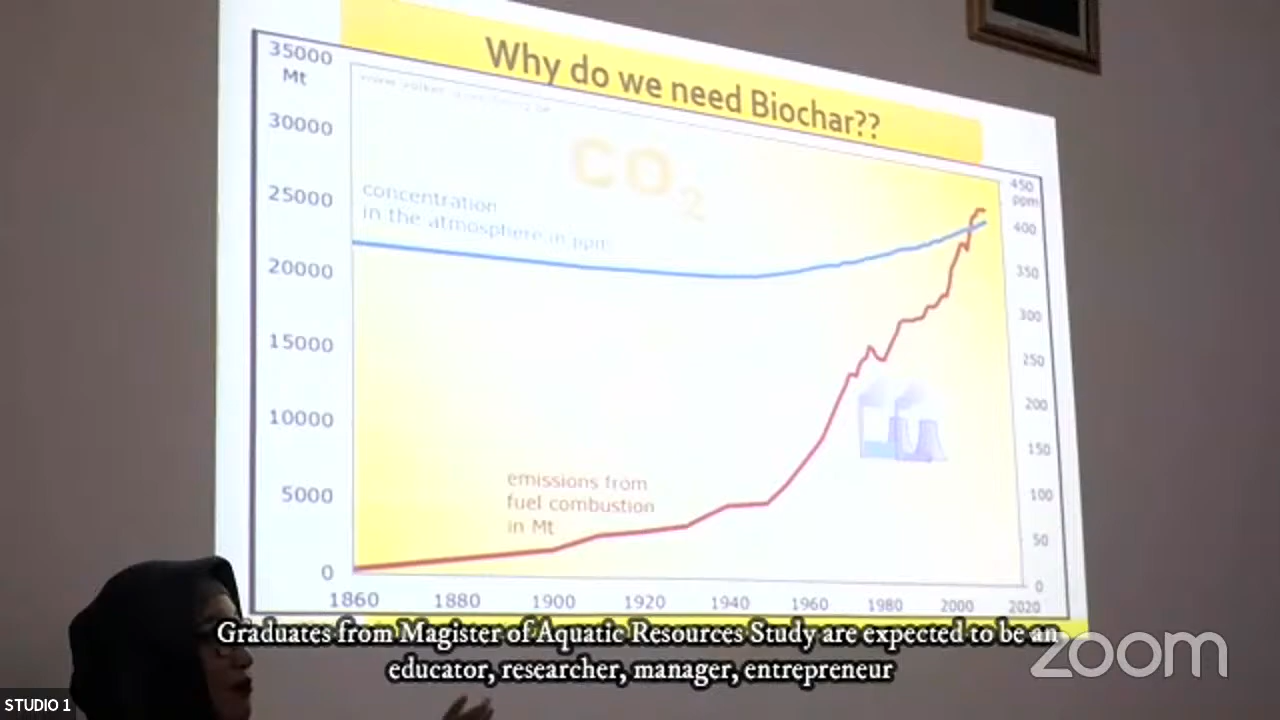 Why do we need Biochar??
35000
Mt
30000
25000
20000
15000
10000
5000
0
CO2
concentration
in the atmosphere in ppm
emissions from
fuel combustion
in Mt
450
ppm
400
350
300
250
200
150
100
50
0
1860 1880 1900 1920 1940 1960 1980 2000 2020
Graduates from Magister of Aquatic Resources Study are expected to be an
educator, researcher, manager, entrepreneur
zoom
STUDIO 1